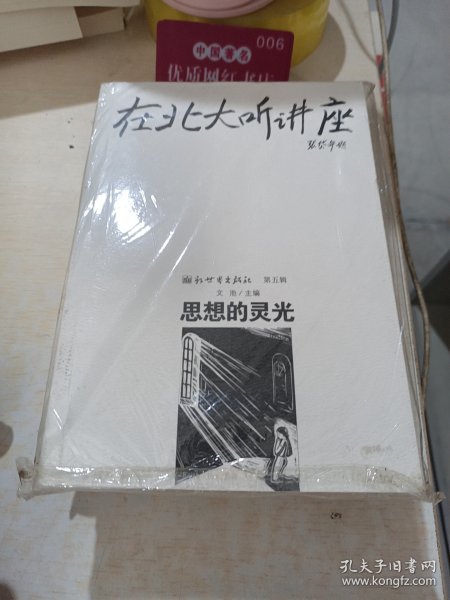 006
中国著名
优质网红书店
在北大听讲座
张岱年题
新世界出版社 第五辑
文池/主编
思想的灵光
孔夫子旧书网
www.kongfz.com